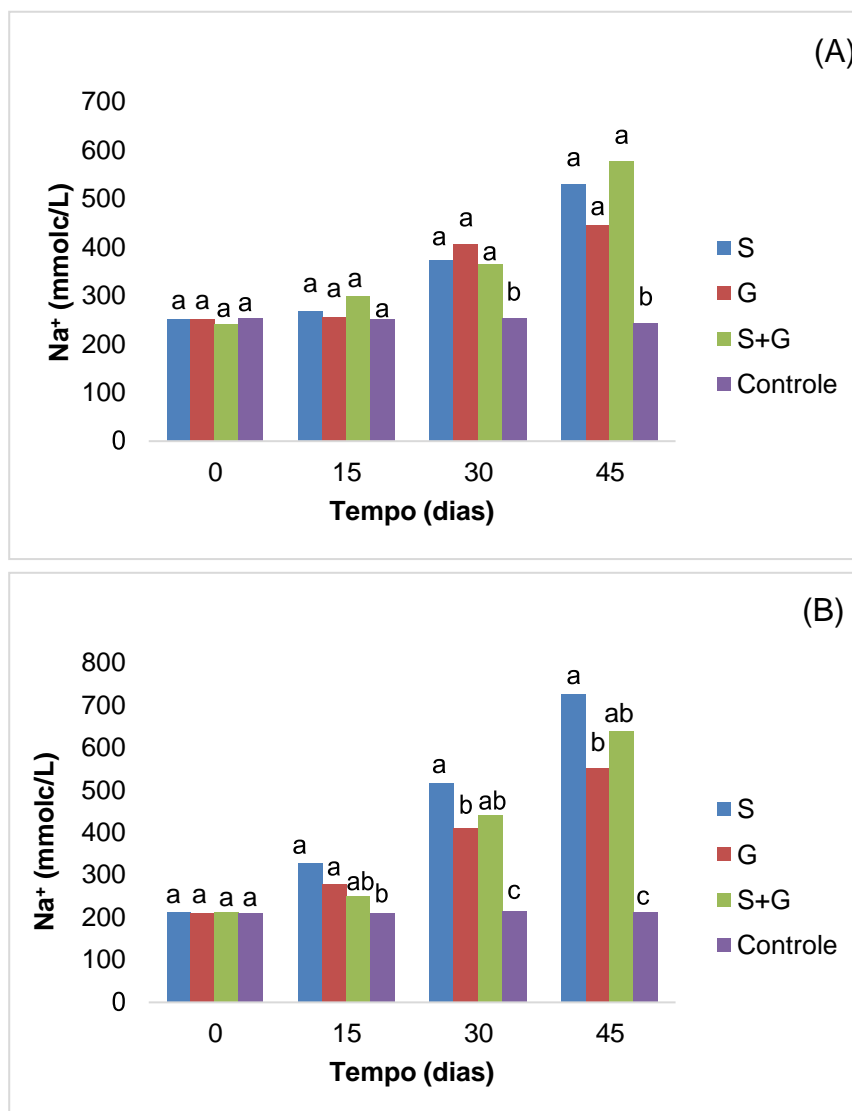 (A)
700
600
500
400
300
200
100
0
Na⁺ (mmolc/L)
a a a a
a a a a
a a a b
a a a b
0 15 30 45
Tempo (dias)
S
G
S+G
Controle
(B)
800
700
600
500
400
300
200
100
0
Na⁺ (mmolc/L)
a a a a
a a ab b
a b ab c
a b ab c
0 15 30 45
Tempo (dias)
S
G
S+G
Controle